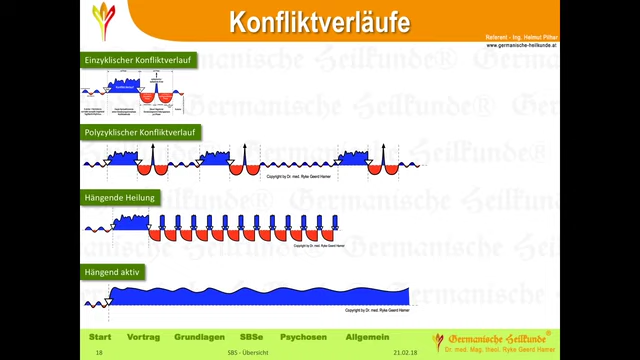 Konfliktverläufe
Referent - Ing. Helmut Pilhar
www.germanische-heilkunde.at
Einzyklischer Konfliktverlauf
Polyzyklischer Konfliktverlauf
Copyright by Dr. med. Ryke Geerd Hamer
Hängende Heilung
Copyright by Dr. med. Ryke Geerd Hamer
Hängend aktiv
Copyright by Dr. med. Ryke Geerd Hamer
Start Vortrag Grundlagen SBSe Psychosen Allgemein
18 SBS - Übersicht 21.02.18
Germanische Heilkunde®
Dr. med. Mag. theol. Ryke Geerd Hamer